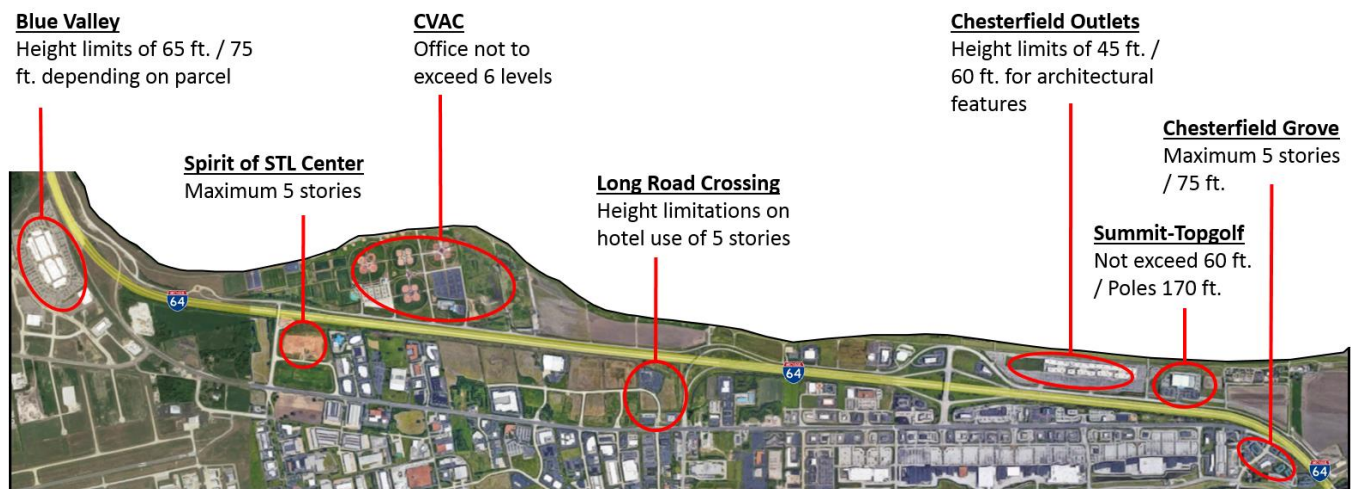 Blue Valley
Height limits of 65 ft. / 75
ft. depending on parcel
CVAC
Office not to
exceed 6 levels
Chesterfield Outlets
Height limits of 45 ft. /
60 ft. for architectural
features
Chesterfield Grove
Maximum 5 stories
/ 75 ft.
Spirit of STL Center
Maximum 5 stories
Long Road Crossing
Height limitations on
hotel use of 5 stories
Summit-Topgolf
Not exceed 60 ft.
/ Poles 170 ft.
64
64
64